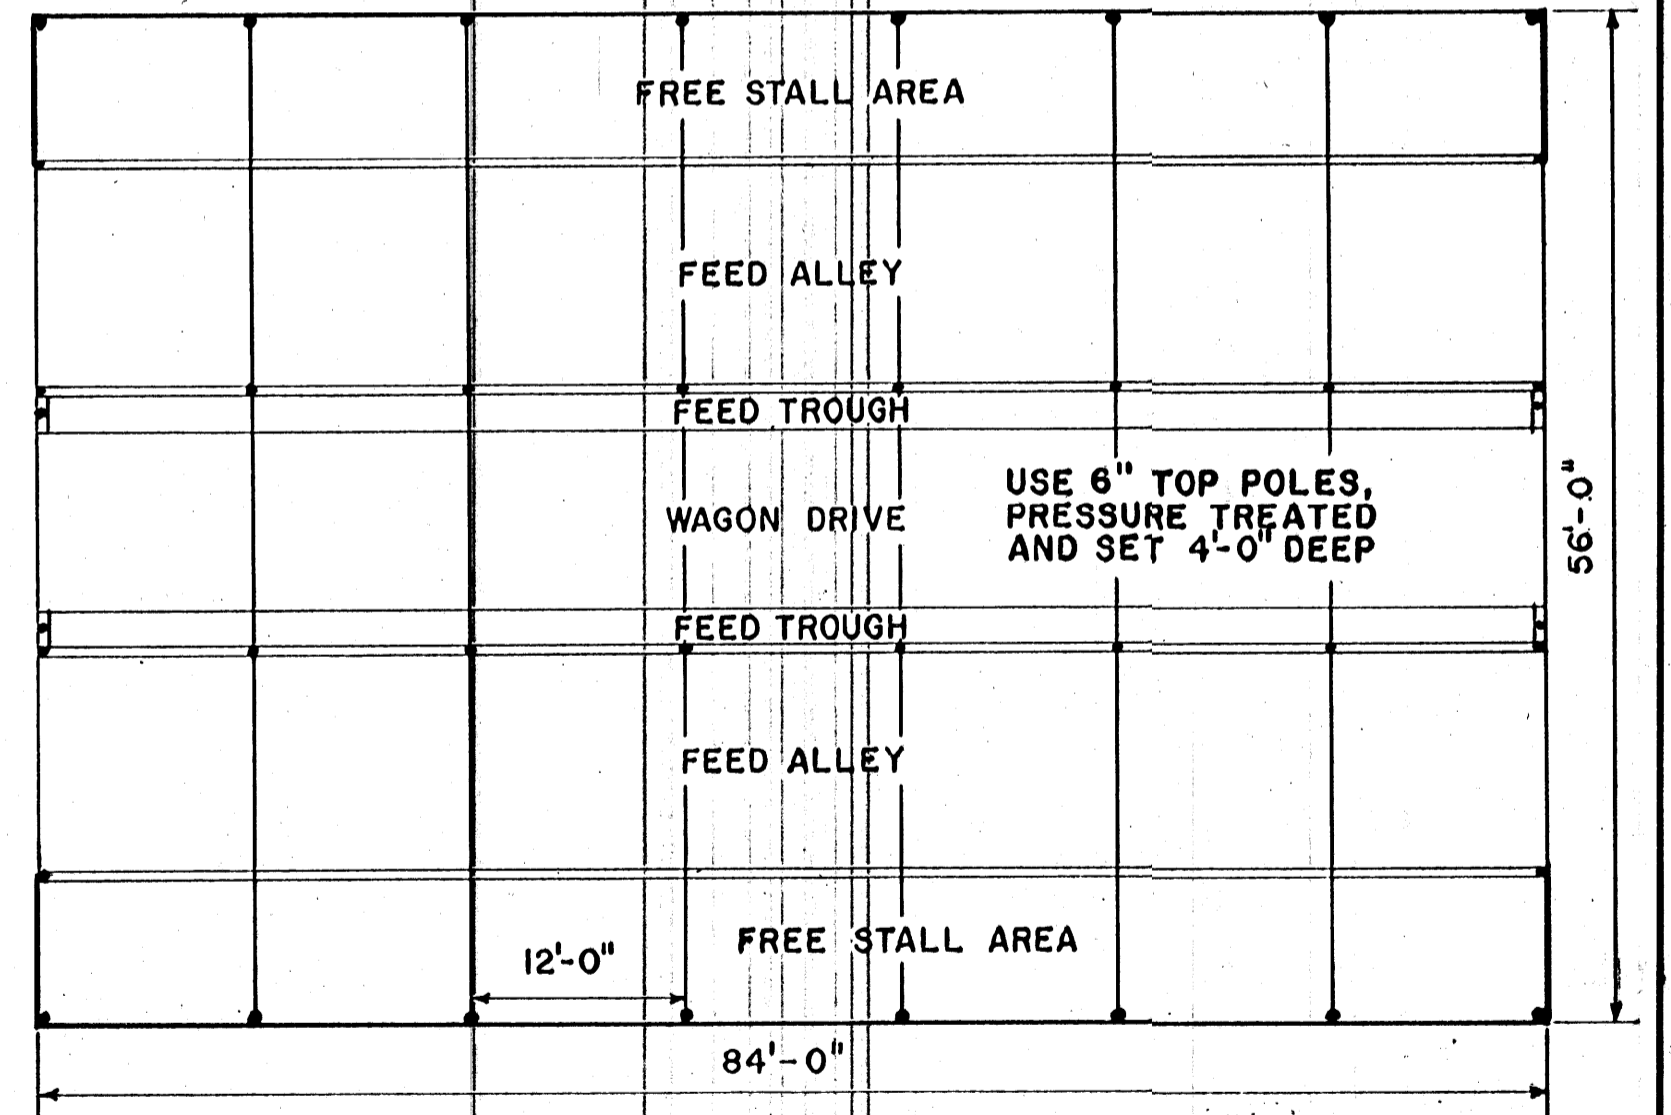 FREE STALL AREA
FEED ALLEY
FEED TROUGH
USE 6" TOP POLES,
PRESSURE TREATED
AND SET 4'-0" DEEP
WAGON DRIVE
56'-0"
FEED TROUGH
FEED ALLEY
FREE STALL AREA
12'-0"
84'-0"